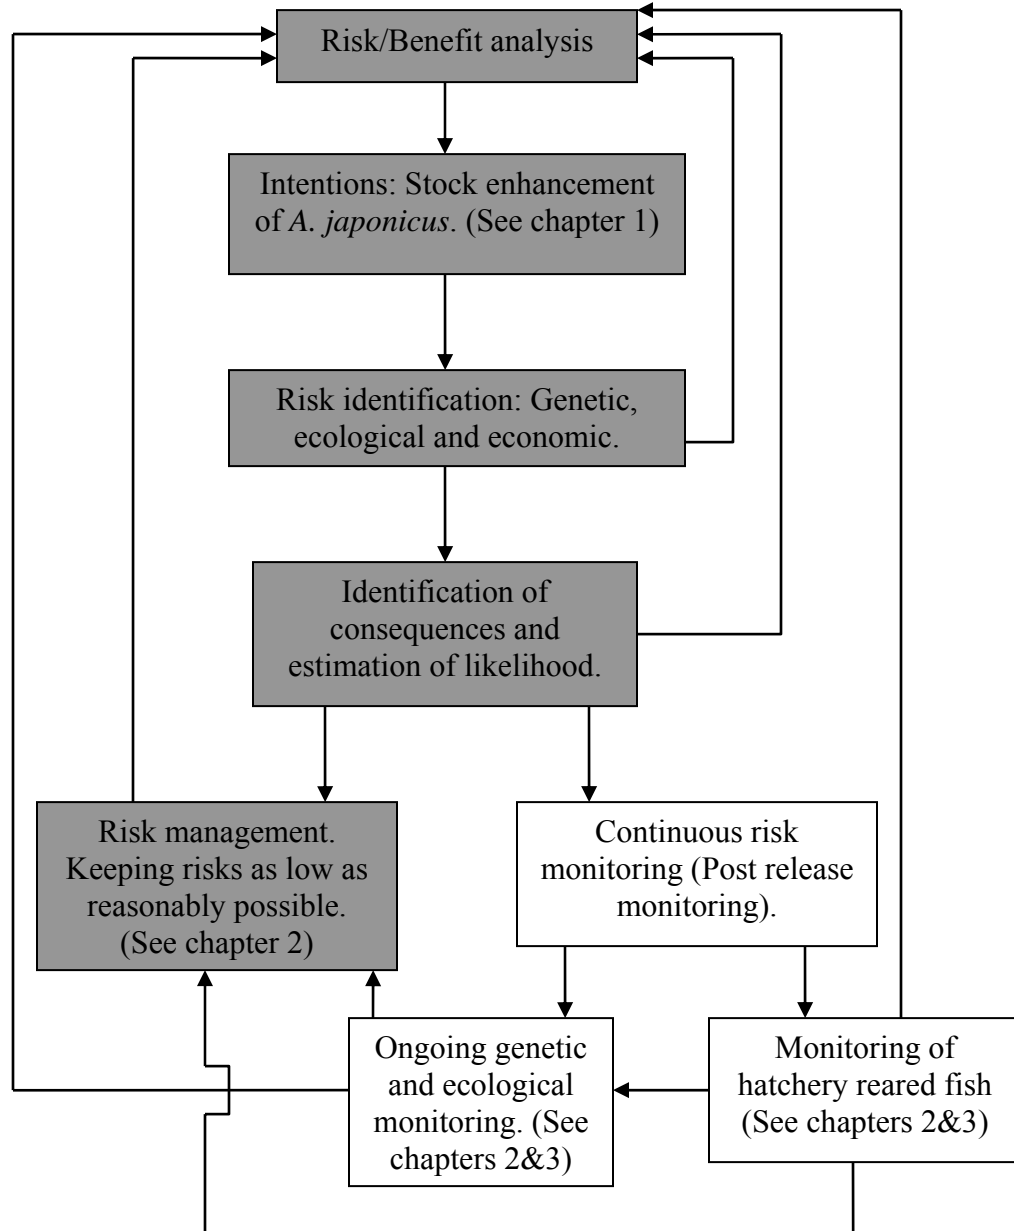 Risk/Benefit analysis
Intentions: Stock enhancement
of A. japonicus. (See chapter 1)
Risk identification: Genetic,
ecological and economic.
Identification of
consequences and
estimation of likelihood.
Risk management.
Keeping risks as low as
reasonably possible.
(See chapter 2)
Continuous risk
monitoring (Post release
monitoring).
Ongoing genetic
and ecological
monitoring. (See
chapters 2&3)
Monitoring of
hatchery reared fish
(See chapters 2&3)